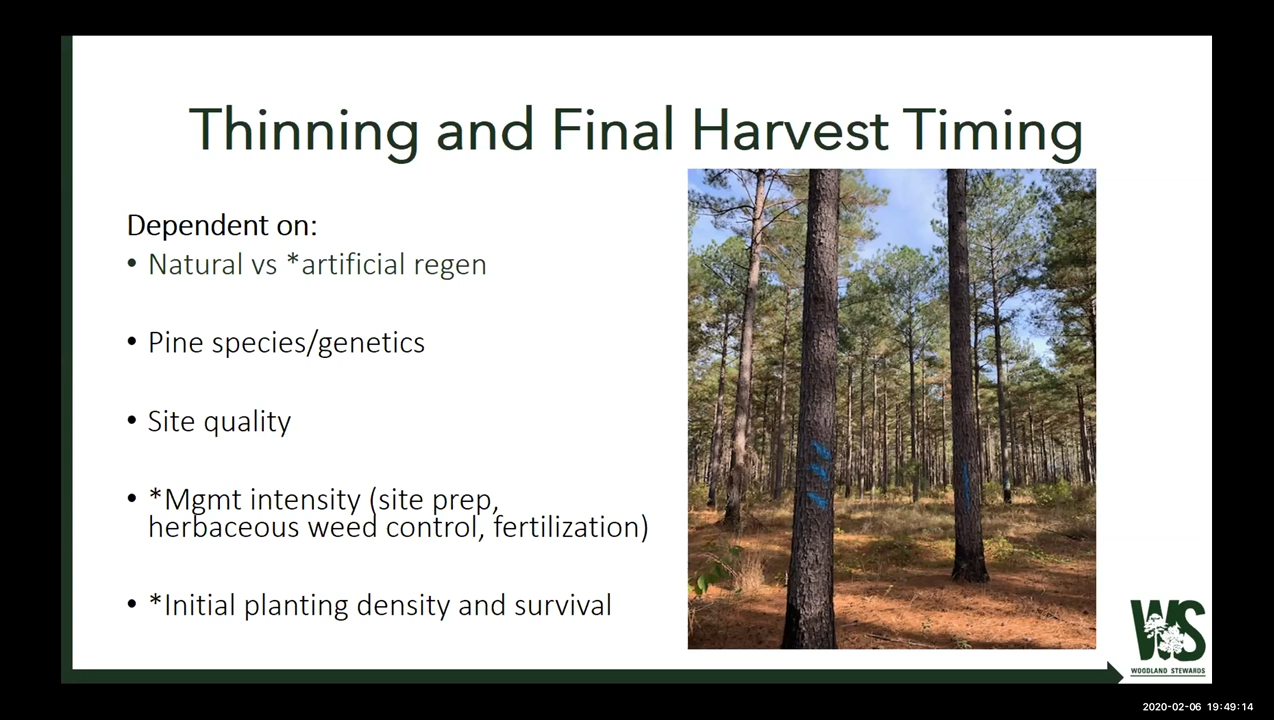 Thinning and Final Harvest Timing
Dependent on:
• Natural vs *artificial regen
• Pine species/genetics
• Site quality
• *Mgmt intensity (site prep,
herbaceous weed control, fertilization)
• *Initial planting density and survival
WS
WOODLAND STEWARDS
2020-02-06 19:49:14